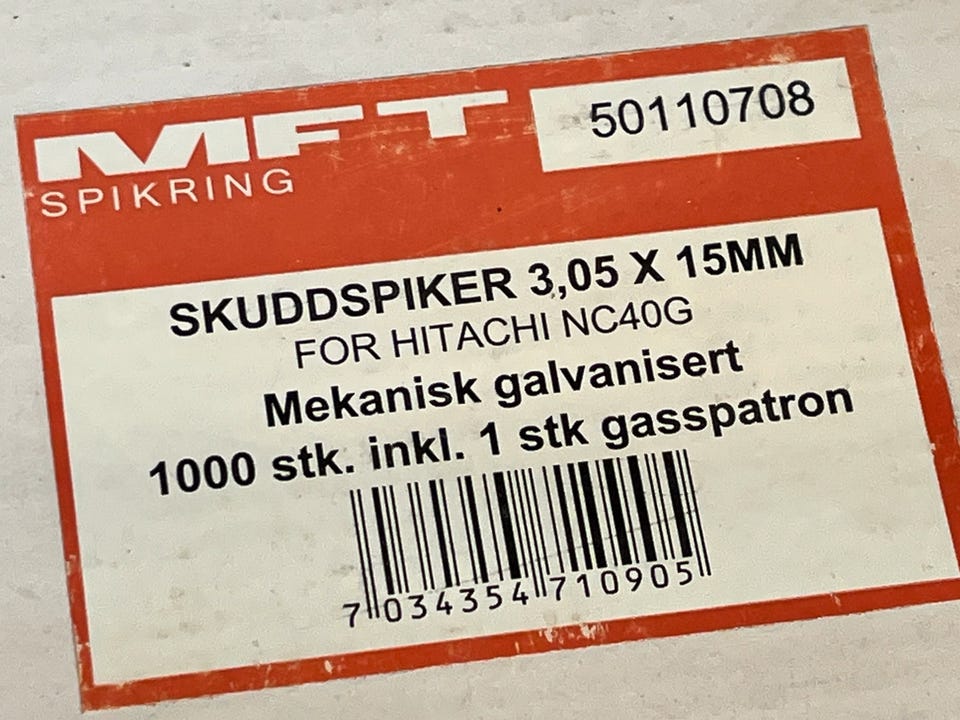 MFT
SPIKRING
50110708
SKUDDSPIKER 3,05 X 15MM
FOR HITACHI NC40G
Mekanisk galvanisert
1000 stk. inkl. 1 stk gasspatron
7 034354 710905